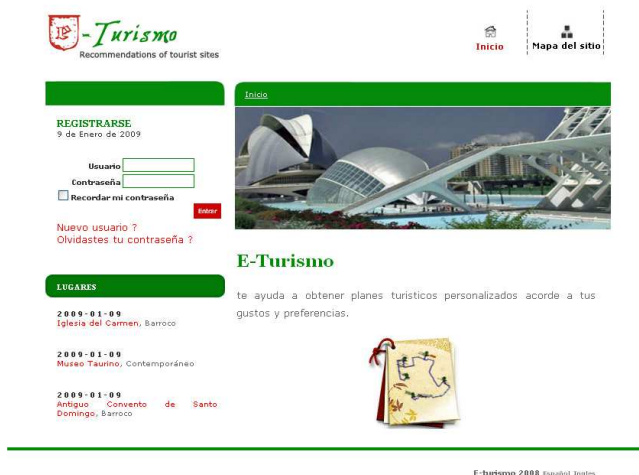 E-Turismo
Recommendations of tourist sites
Inicio
Mapa del sitio
Inicio
REGISTRARSE
9 de Enero de 2009
Usuario
Contraseña
Recordar mi contraseña
Entrar
Nuevo usuario ?
Olvidastes tu contraseña ?
LUGARES
2009-01-09
Iglesia del Carmen, Barroco
2009-01-09
Museo Taurino, Contemporáneo
2009-01-09
Antiguo Convento de Santo
Domingo, Barroco
E-Turismo
te ayuda a obtener planes turisticos personalizados acorde a tus
gustos y preferencias.
E-turismo 2008 Español Ingles